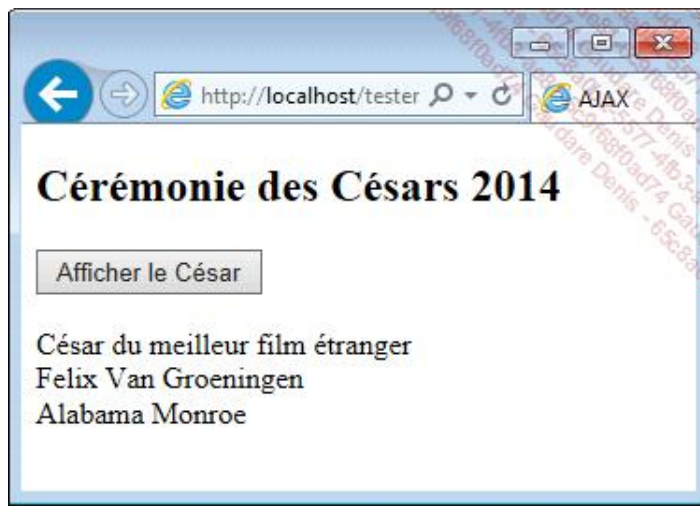 http://localhost/tester
AJAX
Cérémonie des Césars 2014
Afficher le César
César du meilleur film étranger
Felix Van Groeningen
Alabama Monroe